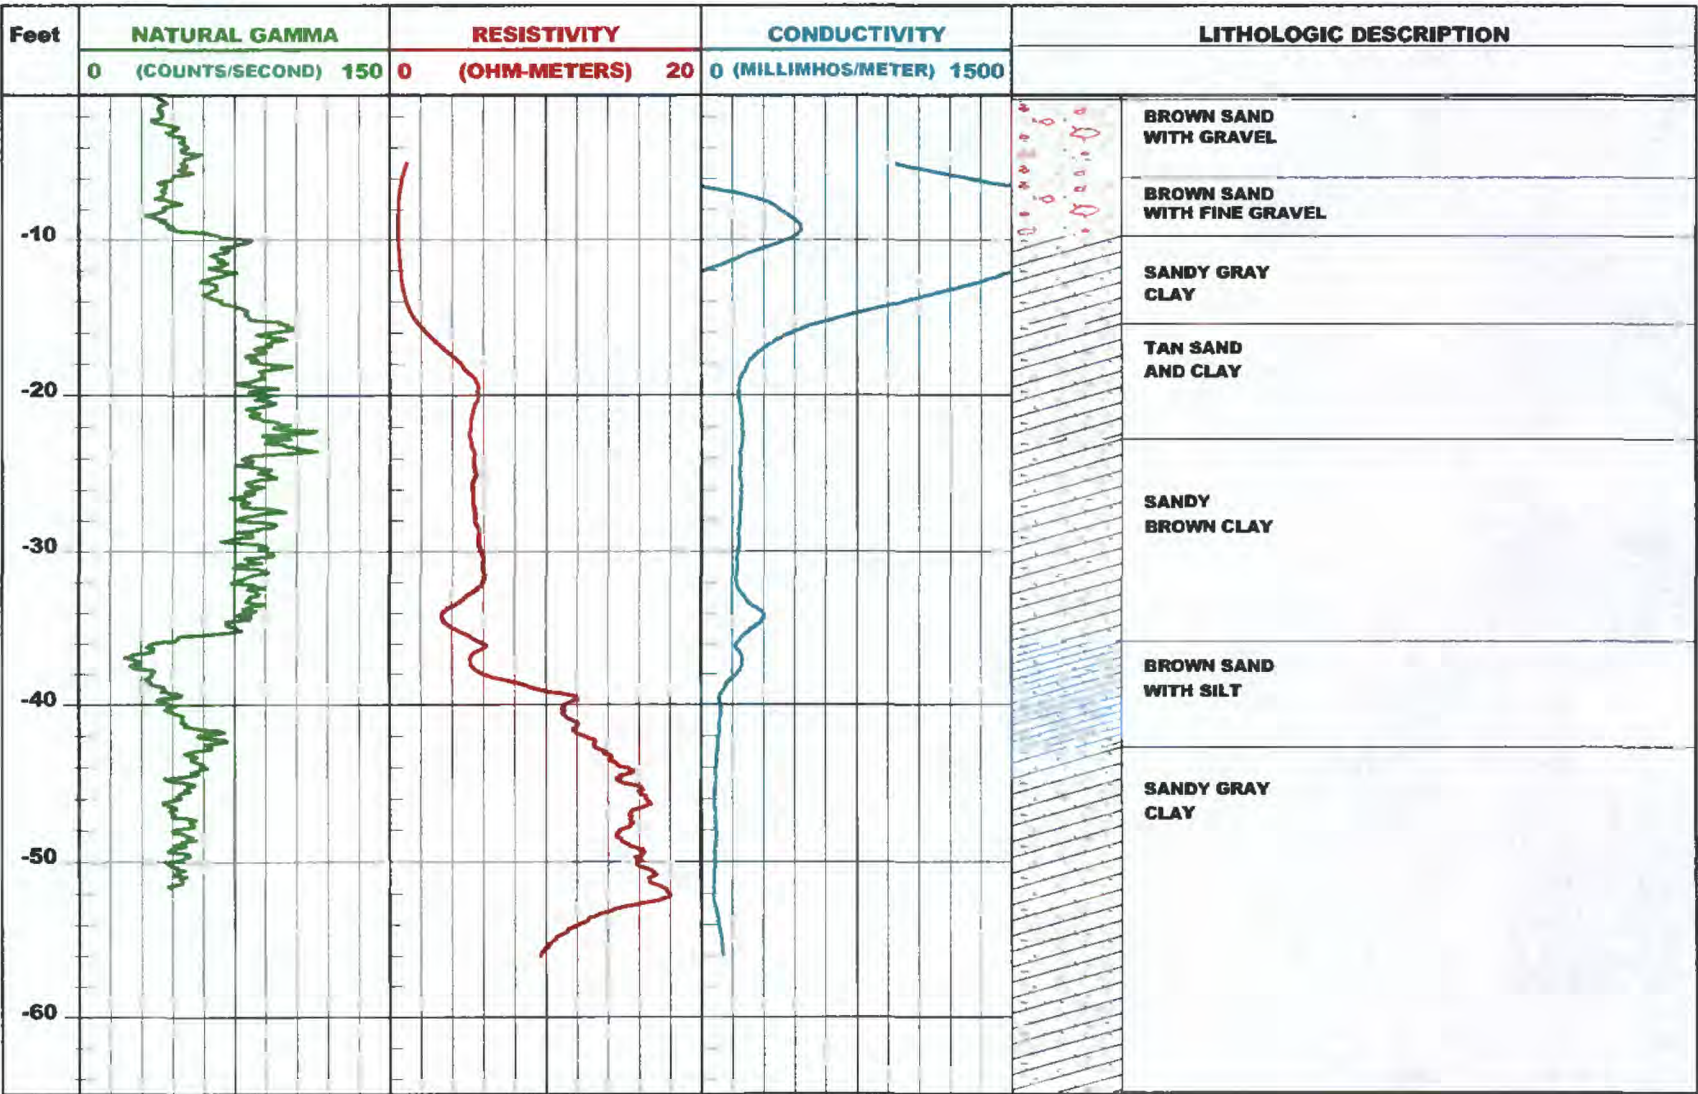 Feet NATURAL GAMMA RESISTIVITY CONDUCTIVITY LITHOLOGIC DESCRIPTION
0 (COUNTS/SECOND) 150 0 (OHM-METERS) 20 0 (MILLIMHOS/METER) 1500
BROWN SAND
WITH GRAVEL
BROWN SAND
WITH FINE GRAVEL
-10
SANDY GRAY
CLAY
TAN SAND
AND CLAY
-20
SANDY
BROWN CLAY
-30
BROWN SAND
WITH SILT
-40
SANDY GRAY
CLAY
-50
-60